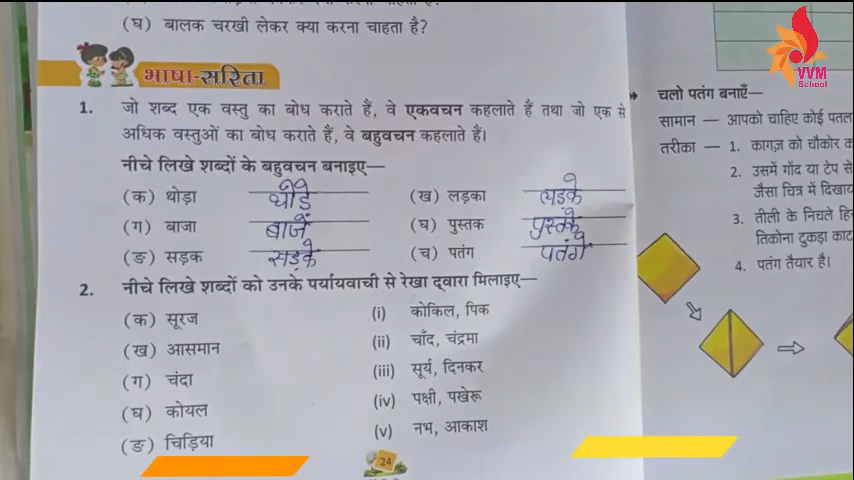 (घ) बालक चरखी लेकर क्या करना चाहता है?
VVM
School
भाषा-सरिता
1. जो शब्द एक वस्तु का बोध कराते हैं, वे एकवचन कहलाते हैं तथा जो एक से
अधिक वस्तुओं का बोध कराते हैं, वे बहुवचन कहलाते हैं।
नीचे लिखे शब्दों के बहुवचन बनाइए—
(क) थोड़ा थोड़े (ख) लड़का लड़के
(ग) बाजा बाजें (घ) पुस्तक पुस्तके
(ङ) सड़क सड़के (च) पतंग पतंगे
2. नीचे लिखे शब्दों को उनके पर्यायवाची से रेखा द्वारा मिलाइए—
(क) सूरज (i) कोकिल, पिक
(ख) आसमान (ii) चाँद, चंद्रमा
(ग) चंदा (iii) सूर्य, दिनकर
(घ) कोयल (iv) पक्षी, पखेरू
(ङ) चिड़िया (v) नभ, आकाश
24
चलो पतंग बनाएँ—
सामान — आपको चाहिए कोई पतल
तरीका — 1. कागज़ को चौकोर क
2. उसमें गोंद या टेप से
जैसा चित्र में दिखाय
3. तीली के निचले हि
तिकोना टुकड़ा काट
4. पतंग तैयार है।